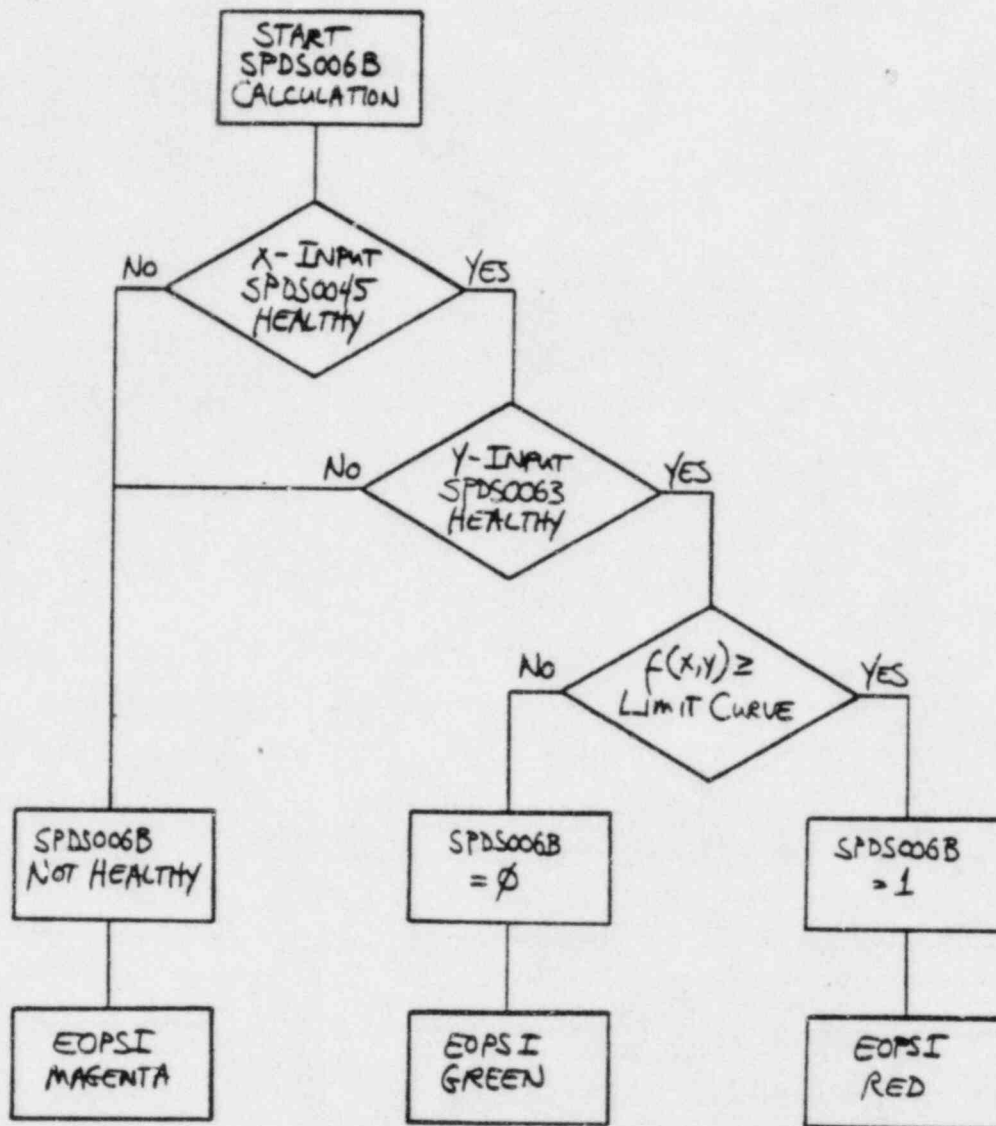 START
SPDS006B
CALCULATION
NO
X-INPUT
SPDS0045
HEALTHY
YES
NO
Y-INPUT
SPDS0063
HEALTHY
YES
NO
f(X,Y) ≥
LIMIT CURVE
YES
SPDS006B
NOT HEALTHY
SPDS006B
= Ø
SPDS006B
= 1
EOPSI
MAGENTA
EOPSI
GREEN
EOPSI
RED